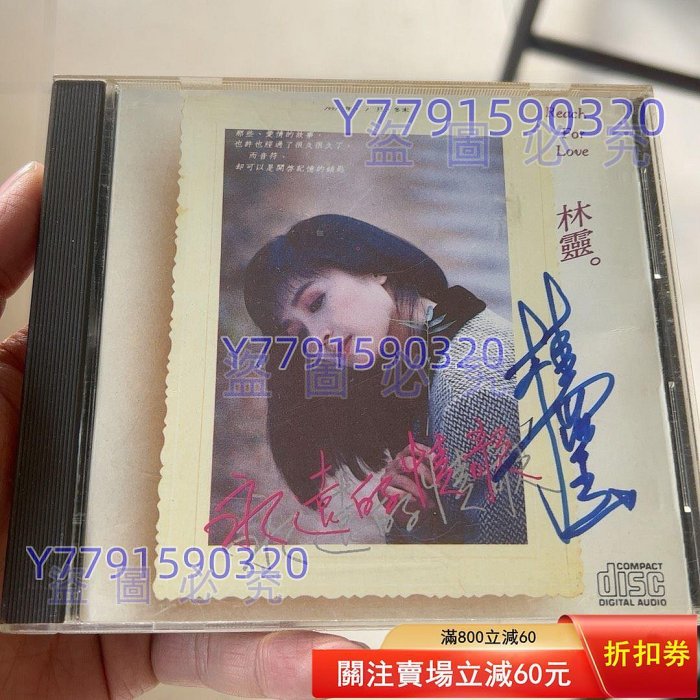 Y7791590320
盜圖必究
那些、愛情的故事,
也許也經過了很久很久了,
而音符,
卻可以是開啓記憶的鑰匙
Reach
For
Love
林靈。
Y7791590320
盜圖必究
永遠的情歌
Y7791590320
盜圖必究
COMPACT
disc
DIGITAL AUDIO
滿800立減60
關注賣場立減60元
折扣券